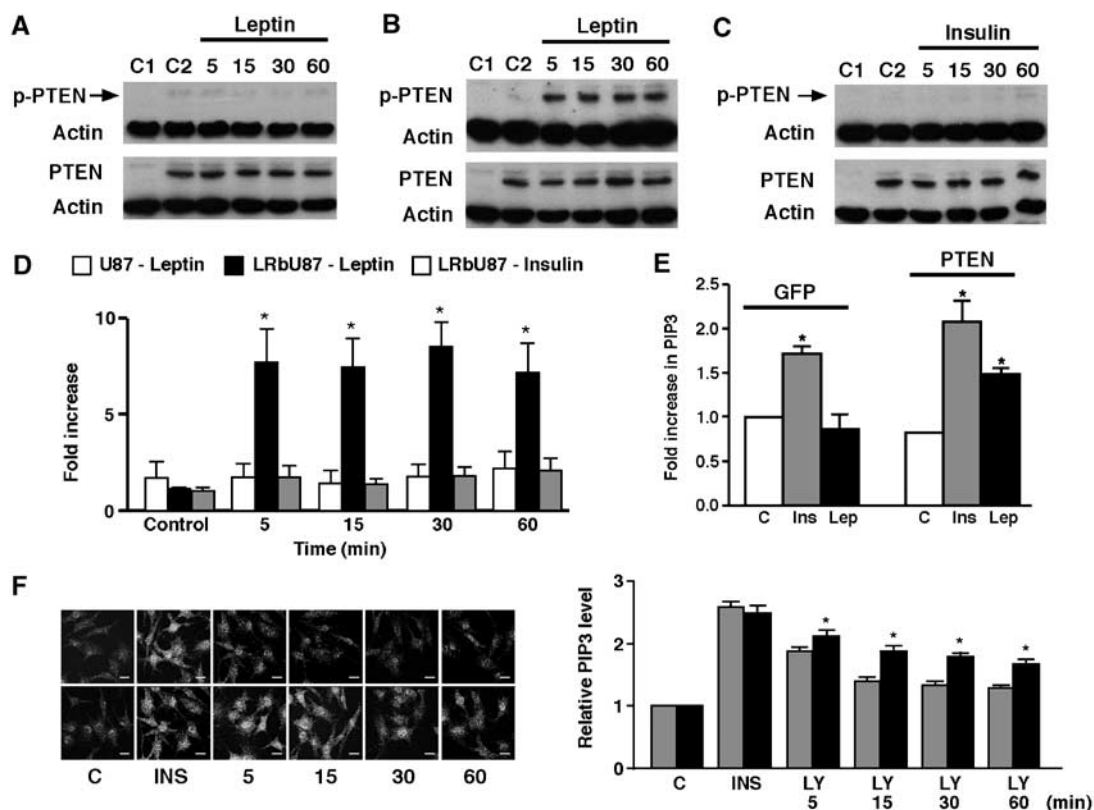 A
Leptin
C1 C2 5 15 30 60
p-PTEN
Actin
PTEN
Actin
B
Leptin
C1 C2 5 15 30 60
p-PTEN
Actin
PTEN
Actin
C
Insulin
C1 C2 5 15 30 60
p-PTEN
Actin
PTEN
Actin
D
U87 - Leptin LRbU87 - Leptin LRbU87 - Insulin
Fold increase
10
5
0
* * * *
Control 5 15 30 60
Time (min)
E
GFP PTEN
Fold increase in PIP3
2.5
2.0
1.5
1.0
0.5
0.0
* * *
C Ins Lep C Ins Lep
F
C INS 5 15 30 60
Relative PIP3 level
3
2
1
0
* * * *
C INS LY LY LY LY
5 15 30 60 (min)